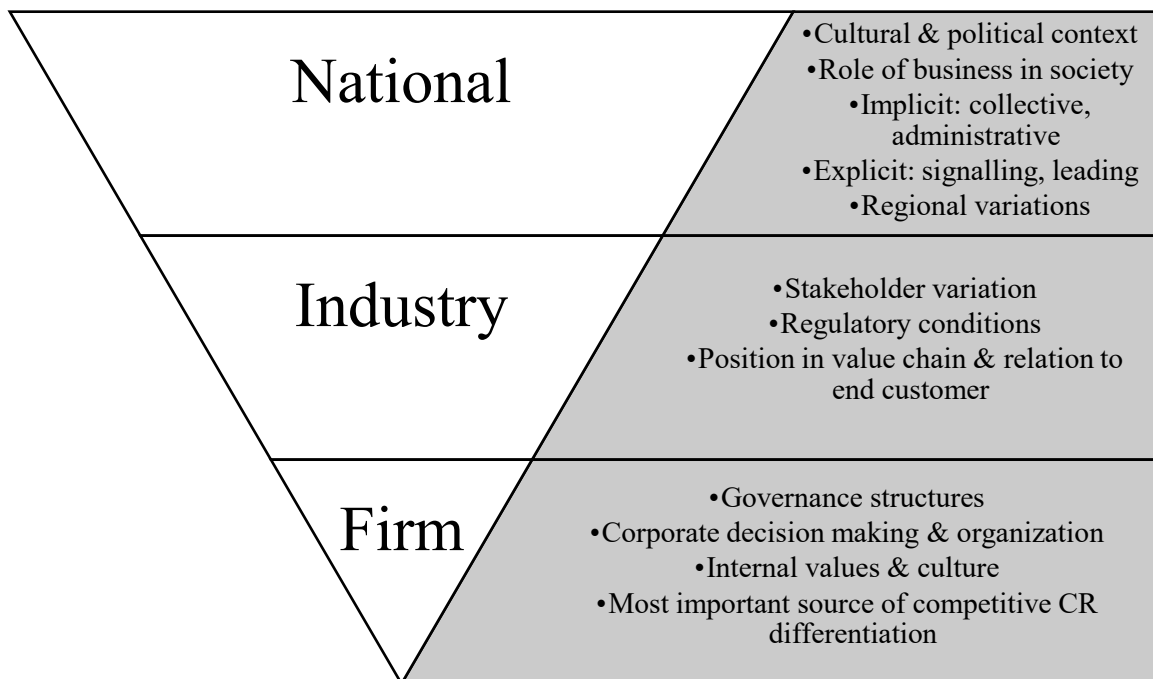 National
•Cultural & political context
•Role of business in society
•Implicit: collective,
administrative
•Explicit: signalling, leading
•Regional variations
Industry
•Stakeholder variation
•Regulatory conditions
•Position in value chain & relation to
end customer
Firm
•Governance structures
•Corporate decision making & organization
•Internal values & culture
•Most important source of competitive CR
differentiation